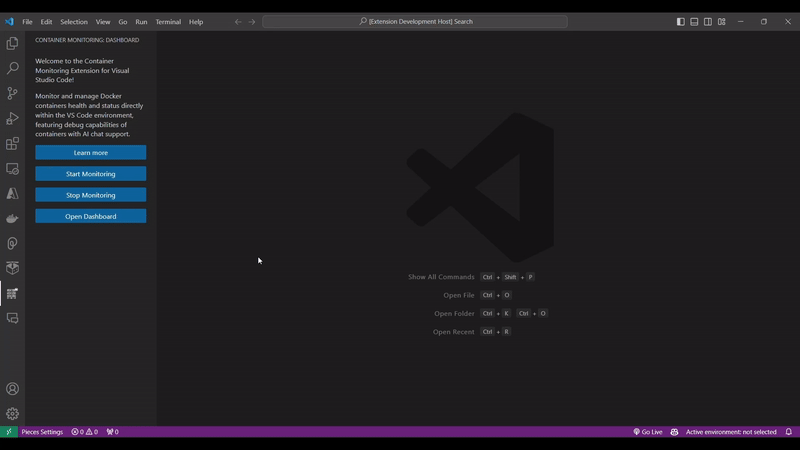 File Edit Selection View Go Run Terminal Help
[Extension Development Host] Search
CONTAINER MONITORING: DASHBOARD
Welcome to the Container
Monitoring Extension for Visual
Studio Code!
Monitor and manage Docker
containers health and status directly
within the VS Code environment,
featuring debug capabilities of
containers with AI chat support.
Learn more
Start Monitoring
Stop Monitoring
Open Dashboard
Show All Commands Ctrl + Shift + P
Open File Ctrl + O
Open Folder Ctrl + K Ctrl + O
Open Recent Ctrl + R
Pieces Settings 0 0 0 Go Live Active environment: not selected